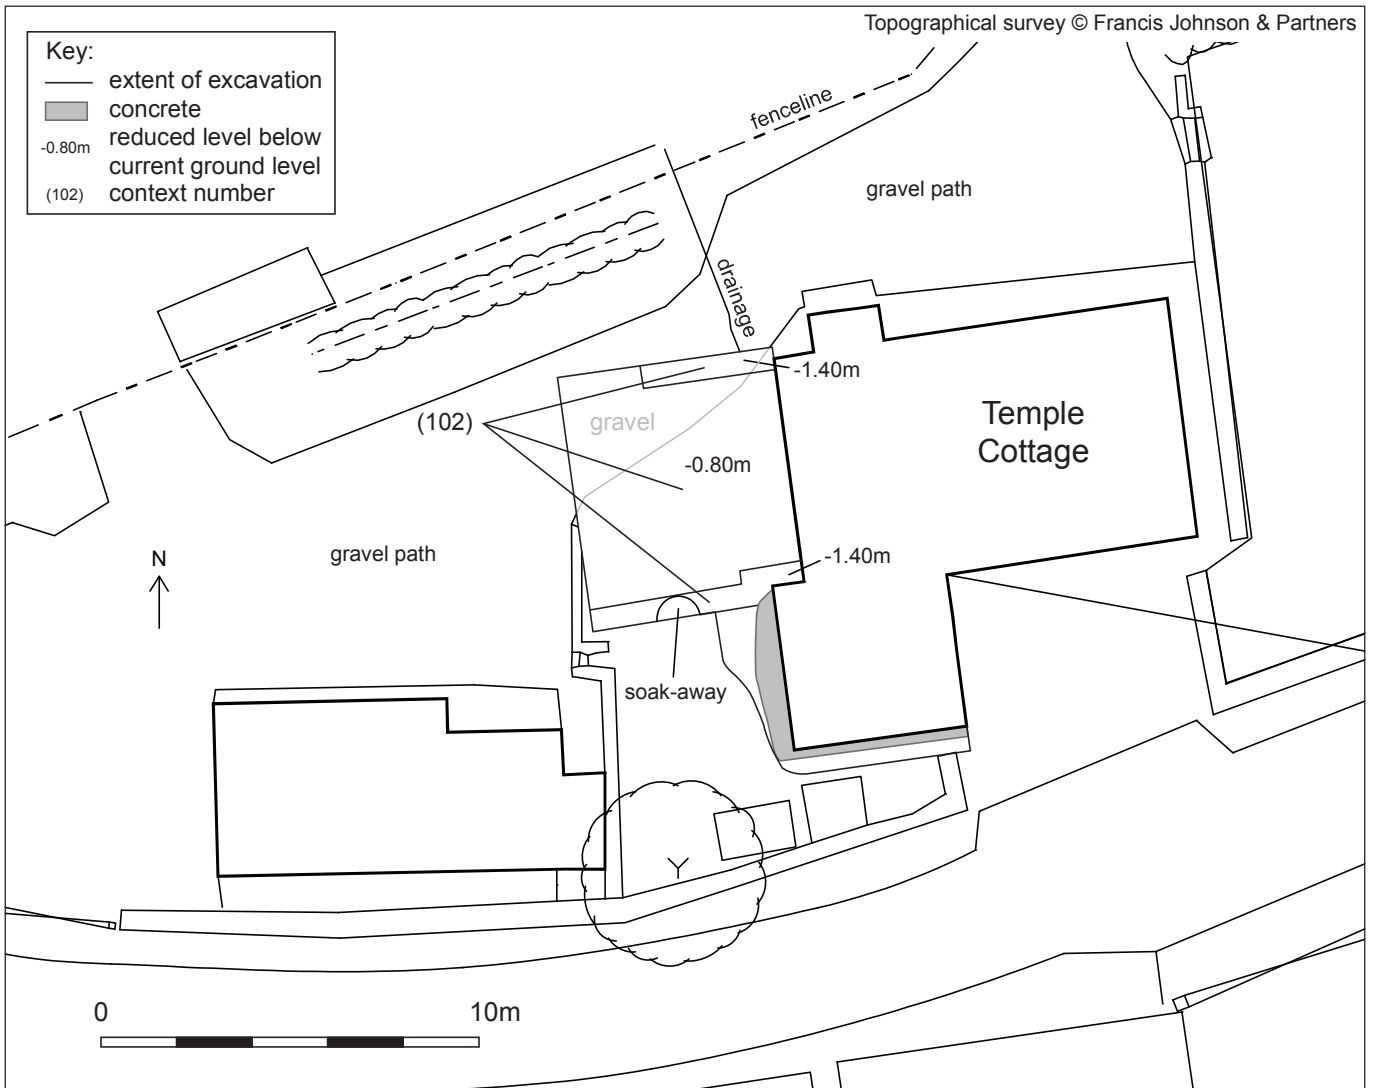 Topographical survey © Francis Johnson & Partners
Key:
extent of excavation
concrete
-0.80m reduced level below
current ground level
(102) context number
fenceline
gravel path
drainage
-1.40m
(102)
gravel
Temple
Cottage
-0.80m
gravel path
-1.40m
N
soak-away
0 10m